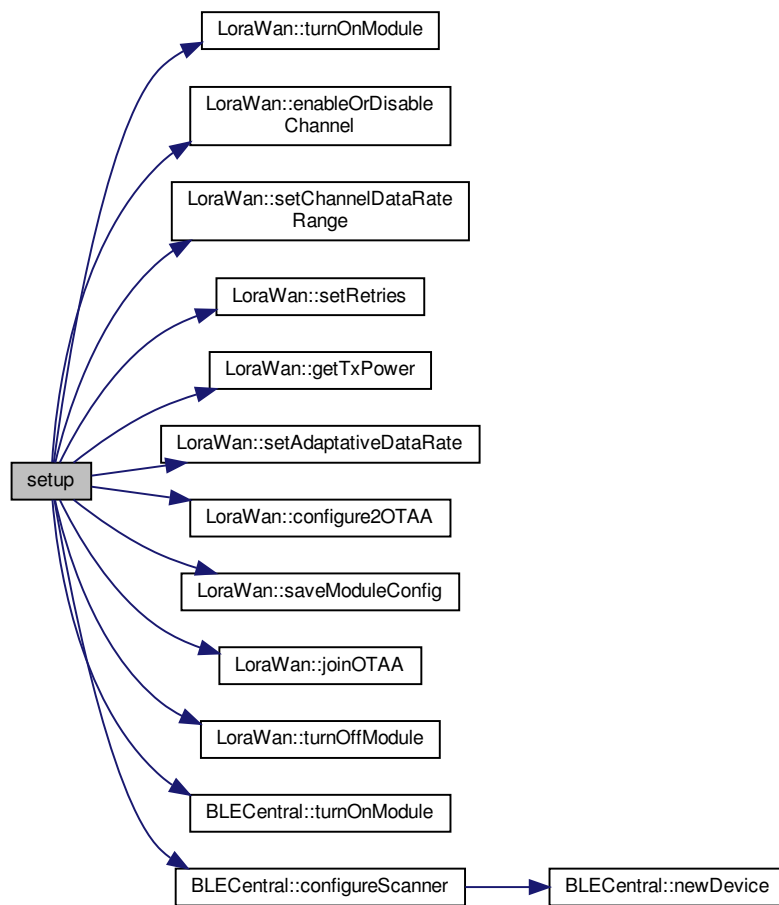 LoraWan::turnOnModule
LoraWan::enableOrDisable
Channel
LoraWan::setChannelDataRate
Range
LoraWan::setRetries
LoraWan::getTxPower
LoraWan::setAdaptativeDataRate
setup
LoraWan::configure2OTAA
LoraWan::saveModuleConfig
LoraWan::joinOTAA
LoraWan::turnOffModule
BLECentral::turnOnModule
BLECentral::configureScanner
BLECentral::newDevice